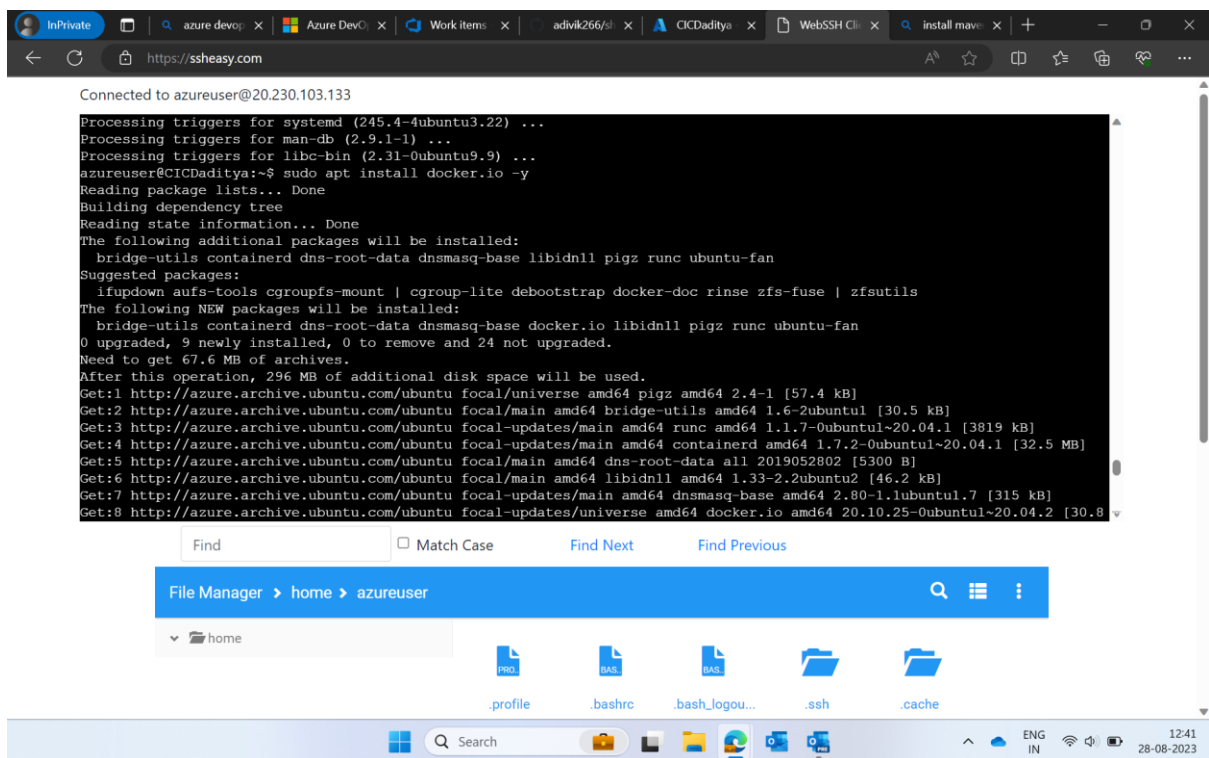 InPrivate azure devop Azure DevO Work items adivik266/sh CICDaditya WebSSH Cli install mave
https://ssheasy.com
Connected to azureuser@20.230.103.133
Processing triggers for systemd (245.4-4ubuntu3.22) ...
Processing triggers for man-db (2.9.1-1) ...
Processing triggers for libc-bin (2.31-0ubuntu9.9) ...
azureuser@CICDaditya:~$ sudo apt install docker.io -y
Reading package lists... Done
Building dependency tree
Reading state information... Done
The following additional packages will be installed:
bridge-utils containerd dns-root-data dnsmasq-base libidn11 pigz runc ubuntu-fan
Suggested packages:
ifupdown aufs-tools cgroupfs-mount | cgroup-lite debootstrap docker-doc rinse zfs-fuse | zfsutils
The following NEW packages will be installed:
bridge-utils containerd dns-root-data dnsmasq-base docker.io libidn11 pigz runc ubuntu-fan
0 upgraded, 9 newly installed, 0 to remove and 24 not upgraded.
Need to get 67.6 MB of archives.
After this operation, 296 MB of additional disk space will be used.
Get:1 http://azure.archive.ubuntu.com/ubuntu focal/universe amd64 pigz amd64 2.4-1 [57.4 kB]
Get:2 http://azure.archive.ubuntu.com/ubuntu focal/main amd64 bridge-utils amd64 1.6-2ubuntu1 [30.5 kB]
Get:3 http://azure.archive.ubuntu.com/ubuntu focal-updates/main amd64 runc amd64 1.1.7-0ubuntu1~20.04.1 [3819 kB]
Get:4 http://azure.archive.ubuntu.com/ubuntu focal-updates/main amd64 containerd amd64 1.7.2-0ubuntu1~20.04.1 [32.5 MB]
Get:5 http://azure.archive.ubuntu.com/ubuntu focal/main amd64 dns-root-data all 2019052802 [5300 B]
Get:6 http://azure.archive.ubuntu.com/ubuntu focal/main amd64 libidn11 amd64 1.33-2.2ubuntu2 [46.2 kB]
Get:7 http://azure.archive.ubuntu.com/ubuntu focal-updates/main amd64 dnsmasq-base amd64 2.80-1.1ubuntu1.7 [315 kB]
Get:8 http://azure.archive.ubuntu.com/ubuntu focal-updates/universe amd64 docker.io amd64 20.10.25-0ubuntu1~20.04.2 [30.8
Find Match Case Find Next Find Previous
File Manager > home > azureuser
home
PRO.. BAS.. BAS..
.profile .bashrc .bash_logou... .ssh .cache
Search
ENG 12:41
IN 28-08-2023